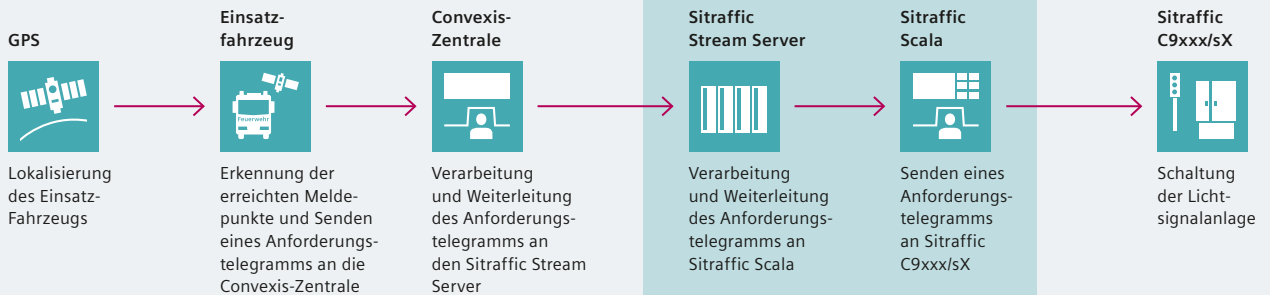 GPS
Lokalisierung
des Einsatz-
Fahrzeugs
Einsatz-
fahrzeug
Feuerwehr
Erkennung der
erreichten Melde-
punkte und Senden
eines Anforderungs-
telegramms an die
Convexis-Zentrale
Convexis-
Zentrale
Verarbeitung
und Weiterleitung
des Anforderungs-
telegramms an
den Sitraffic Stream
Server
Sitraffic
Stream Server
Verarbeitung
und Weiterleitung
des Anforderungs-
telegramms an
Sitraffic Scala
Sitraffic
Scala
Senden eines
Anforderungs-
telegramms
an Sitraffic
C9xxx/sX
Sitraffic
C9xxx/sX
Schaltung
der Licht-
signalanlage